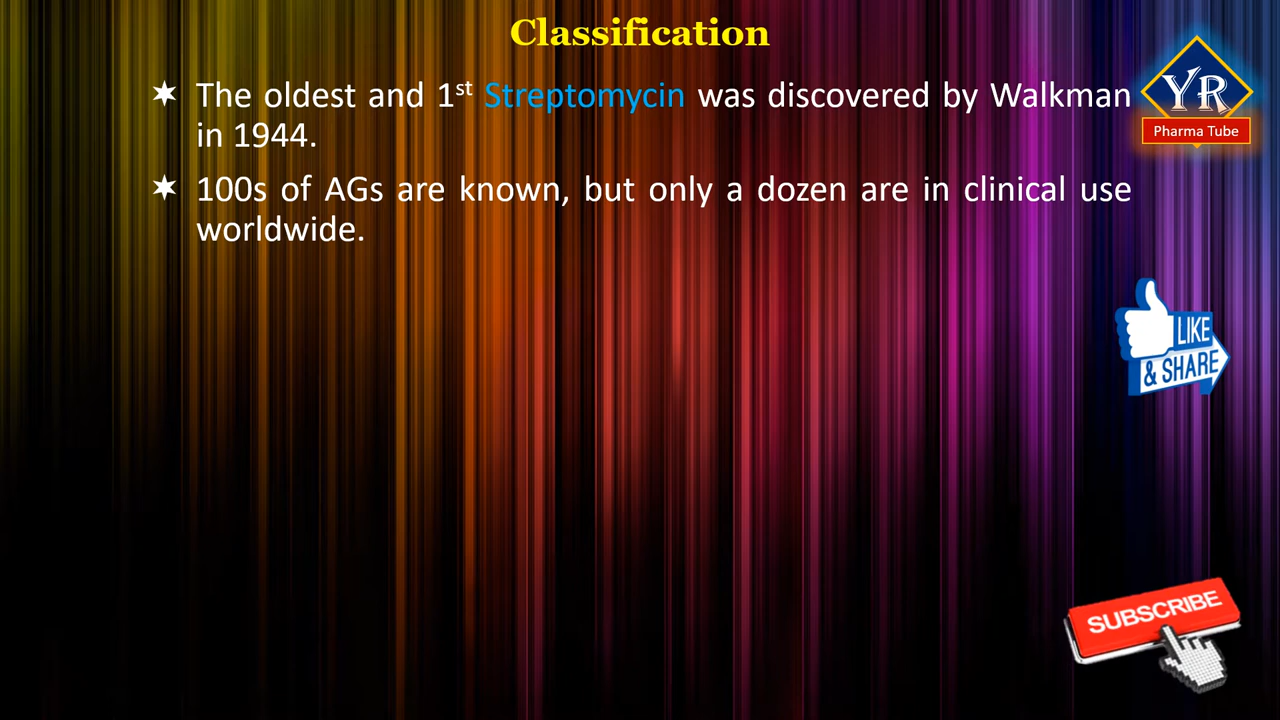 Classification
✶ The oldest and 1st Streptomycin was discovered by Walkman
in 1944.
✶ 100s of AGs are known, but only a dozen are in clinical use
worldwide.
YR
Pharma Tube
LIKE
& SHARE
SUBSCRIBE